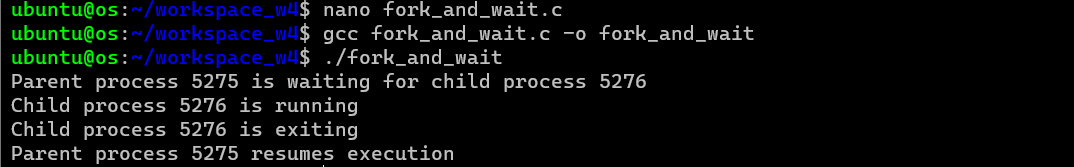 ubuntu@os:~/workspace_w4$ nano fork_and_wait.c
ubuntu@os:~/workspace_w4$ gcc fork_and_wait.c -o fork_and_wait
ubuntu@os:~/workspace_w4$ ./fork_and_wait
Parent process 5275 is waiting for child process 5276
Child process 5276 is running
Child process 5276 is exiting
Parent process 5275 resumes execution